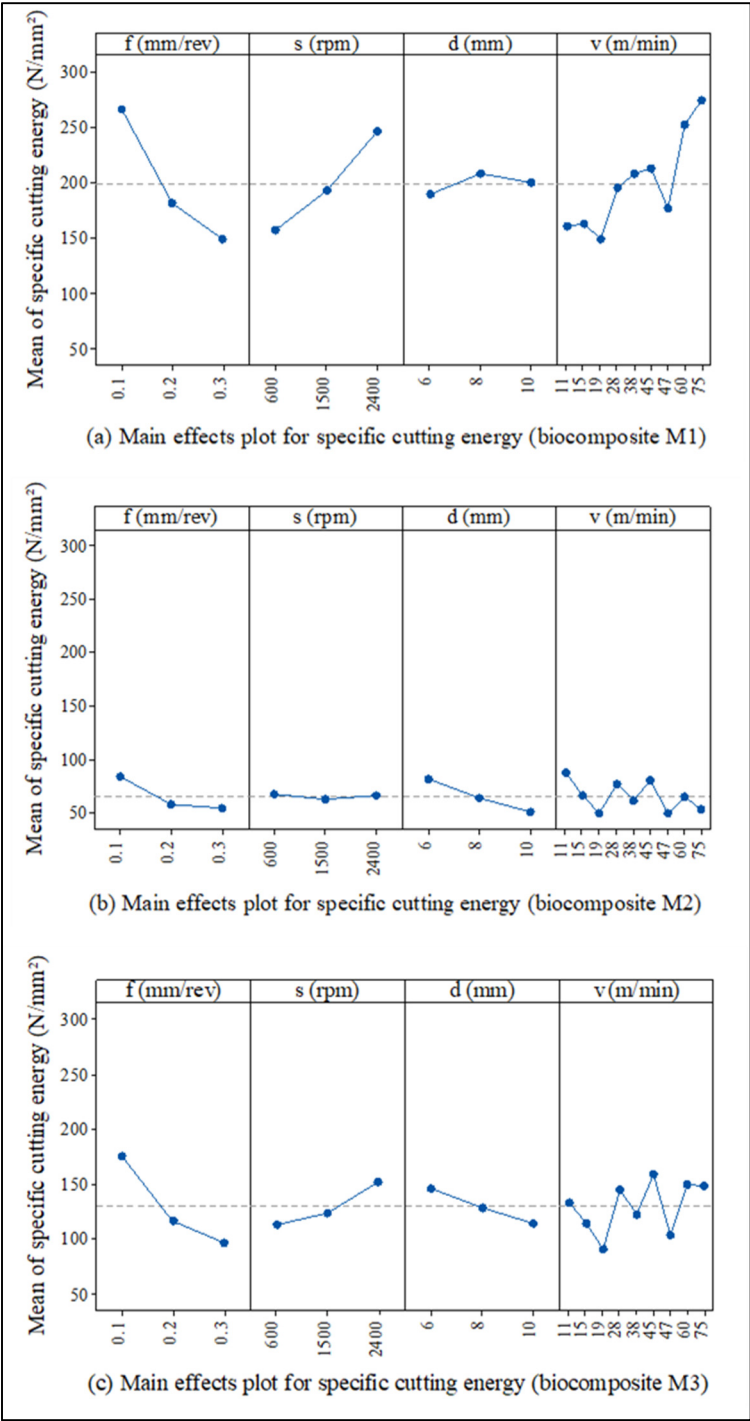 f (mm/rev) s (rpm) d (mm) v (m/min)
Mean of specific cutting energy (N/mm²)
300
250
200
150
100
50
0.1 0.2 0.3 600 1500 2400 6 8 10 11 15 19 28 38 45 47 60 75
(a) Main effects plot for specific cutting energy (biocomposite M1)
f (mm/rev) s (rpm) d (mm) v (m/min)
Mean of specific cutting energy (N/mm²)
300
250
200
150
100
50
0.1 0.2 0.3 600 1500 2400 6 8 10 11 15 19 28 38 45 47 60 75
(b) Main effects plot for specific cutting energy (biocomposite M2)
f (mm/rev) s (rpm) d (mm) v (m/min)
Mean of specific cutting energy (N/mm²)
300
250
200
150
100
50
0.1 0.2 0.3 600 1500 2400 6 8 10 11 15 19 28 38 45 47 60 75
(c) Main effects plot for specific cutting energy (biocomposite M3)